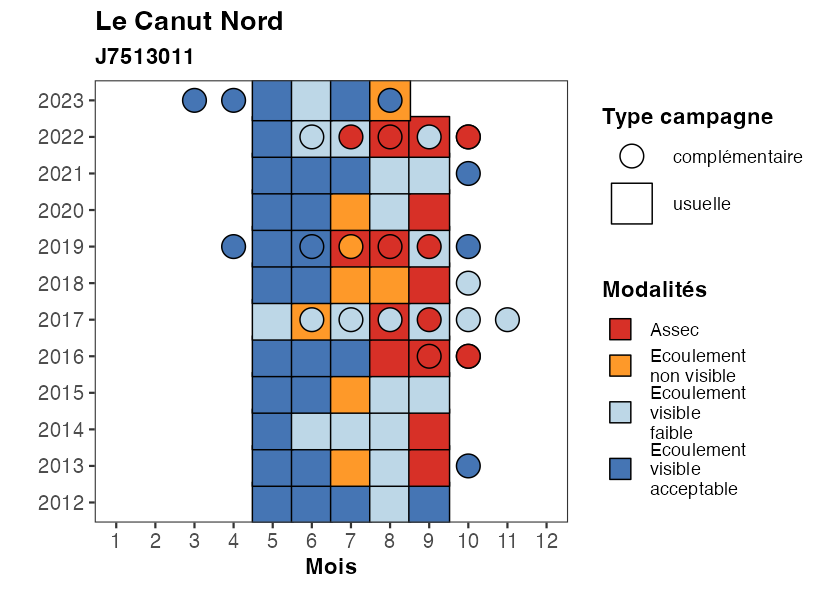 Le Canut Nord
J7513011
2023
2022
2021
2020
2019
2018
2017
2016
2015
2014
2013
2012
1 2 3 4 5 6 7 8 9 10 11 12
Mois
Type campagne
complémentaire
usuelle
Modalités
Assec
Ecoulement
non visible
Ecoulement
visible
faible
Ecoulement
visible
acceptable